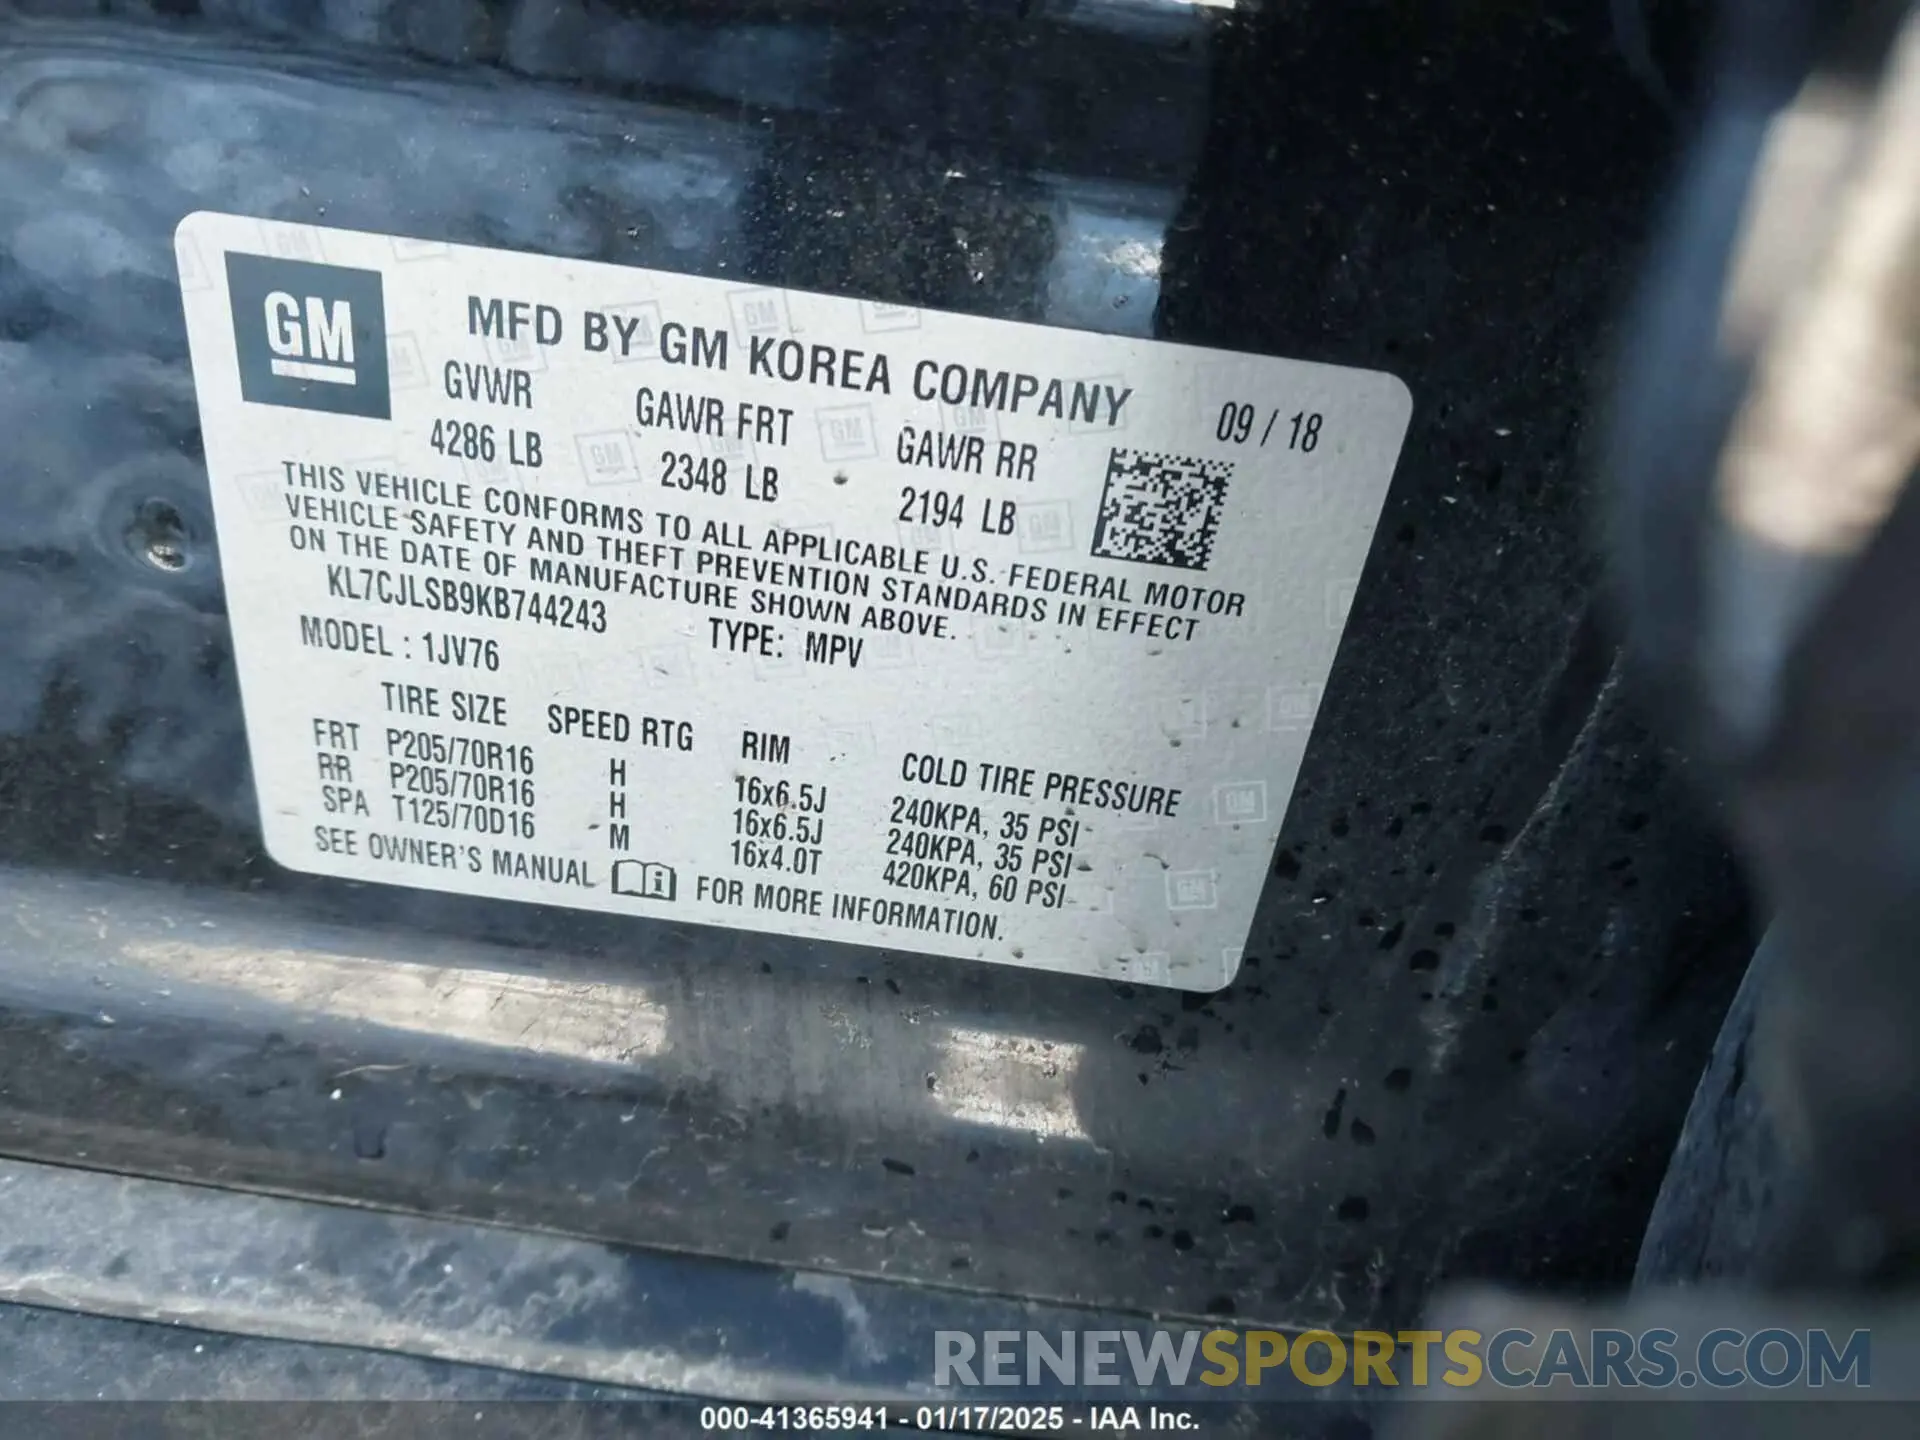 GM
MFD BY GM KOREA COMPANY
09 / 18
GVWR GAWR FRT GAWR RR
4286 LB 2348 LB 2194 LB
THIS VEHICLE CONFORMS TO ALL APPLICABLE U.S. FEDERAL MOTOR
VEHICLE SAFETY AND THEFT PREVENTION STANDARDS IN EFFECT
ON THE DATE OF MANUFACTURE SHOWN ABOVE.
KL7CJLSB9KB744243 TYPE: MPV
MODEL : 1JV76
TIRE SIZE SPEED RTG RIM COLD TIRE PRESSURE
FRT P205/70R16 H 16x6.5J 240KPA, 35 PSI
RR P205/70R16 H 16x6.5J 240KPA, 35 PSI
SPA T125/70D16 M 16x4.0T 420KPA, 60 PSI
SEE OWNER'S MANUAL FOR MORE INFORMATION.
RENEWSPORTSCARS.COM
000-41365941 - 01/17/2025 - IAA Inc.